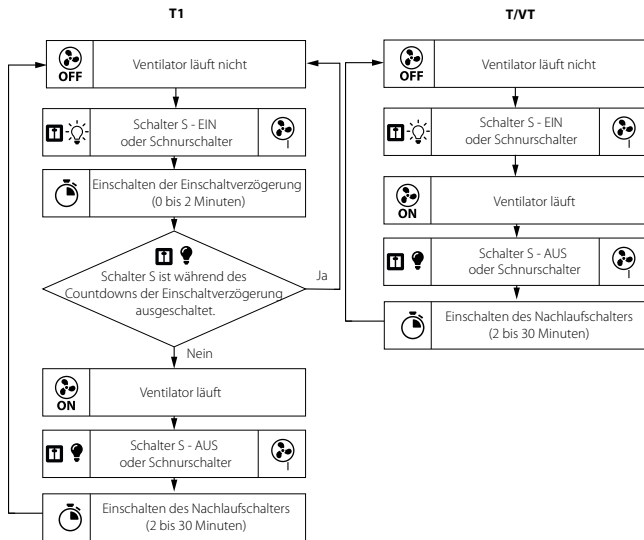 T1
OFF
Ventilator läuft nicht
Schalter S - EIN
oder Schnurschalter
Einschalten der Einschaltverzögerung
(0 bis 2 Minuten)
Schalter S ist während des
Countdowns der Einschaltverzögerung
ausgeschaltet.
Ja
Nein
ON
Ventilator läuft
Schalter S - AUS
oder Schnurschalter
Einschalten des Nachlaufschalters
(2 bis 30 Minuten)
T/VT
OFF
Ventilator läuft nicht
Schalter S - EIN
oder Schnurschalter
ON
Ventilator läuft
Schalter S - AUS
oder Schnurschalter
Einschalten des Nachlaufschalters
(2 bis 30 Minuten)